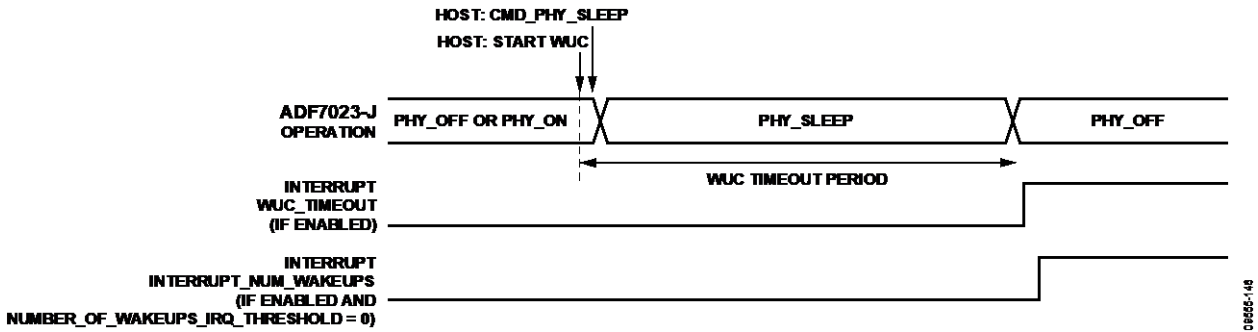 HOST: CMD_PHY_SLEEP
HOST: START WUC
ADF7023-J
OPERATION
PHY_OFF OR PHY_ON
PHY_SLEEP
PHY_OFF
WUC TIMEOUT PERIOD
INTERRUPT
WUC_TIMEOUT
(IF ENABLED)
INTERRUPT
INTERRUPT_NUM_WAKEUPS
(IF ENABLED AND
NUMBER_OF_WAKEUPS_IRQ_THRESHOLD = 0)
09555-148